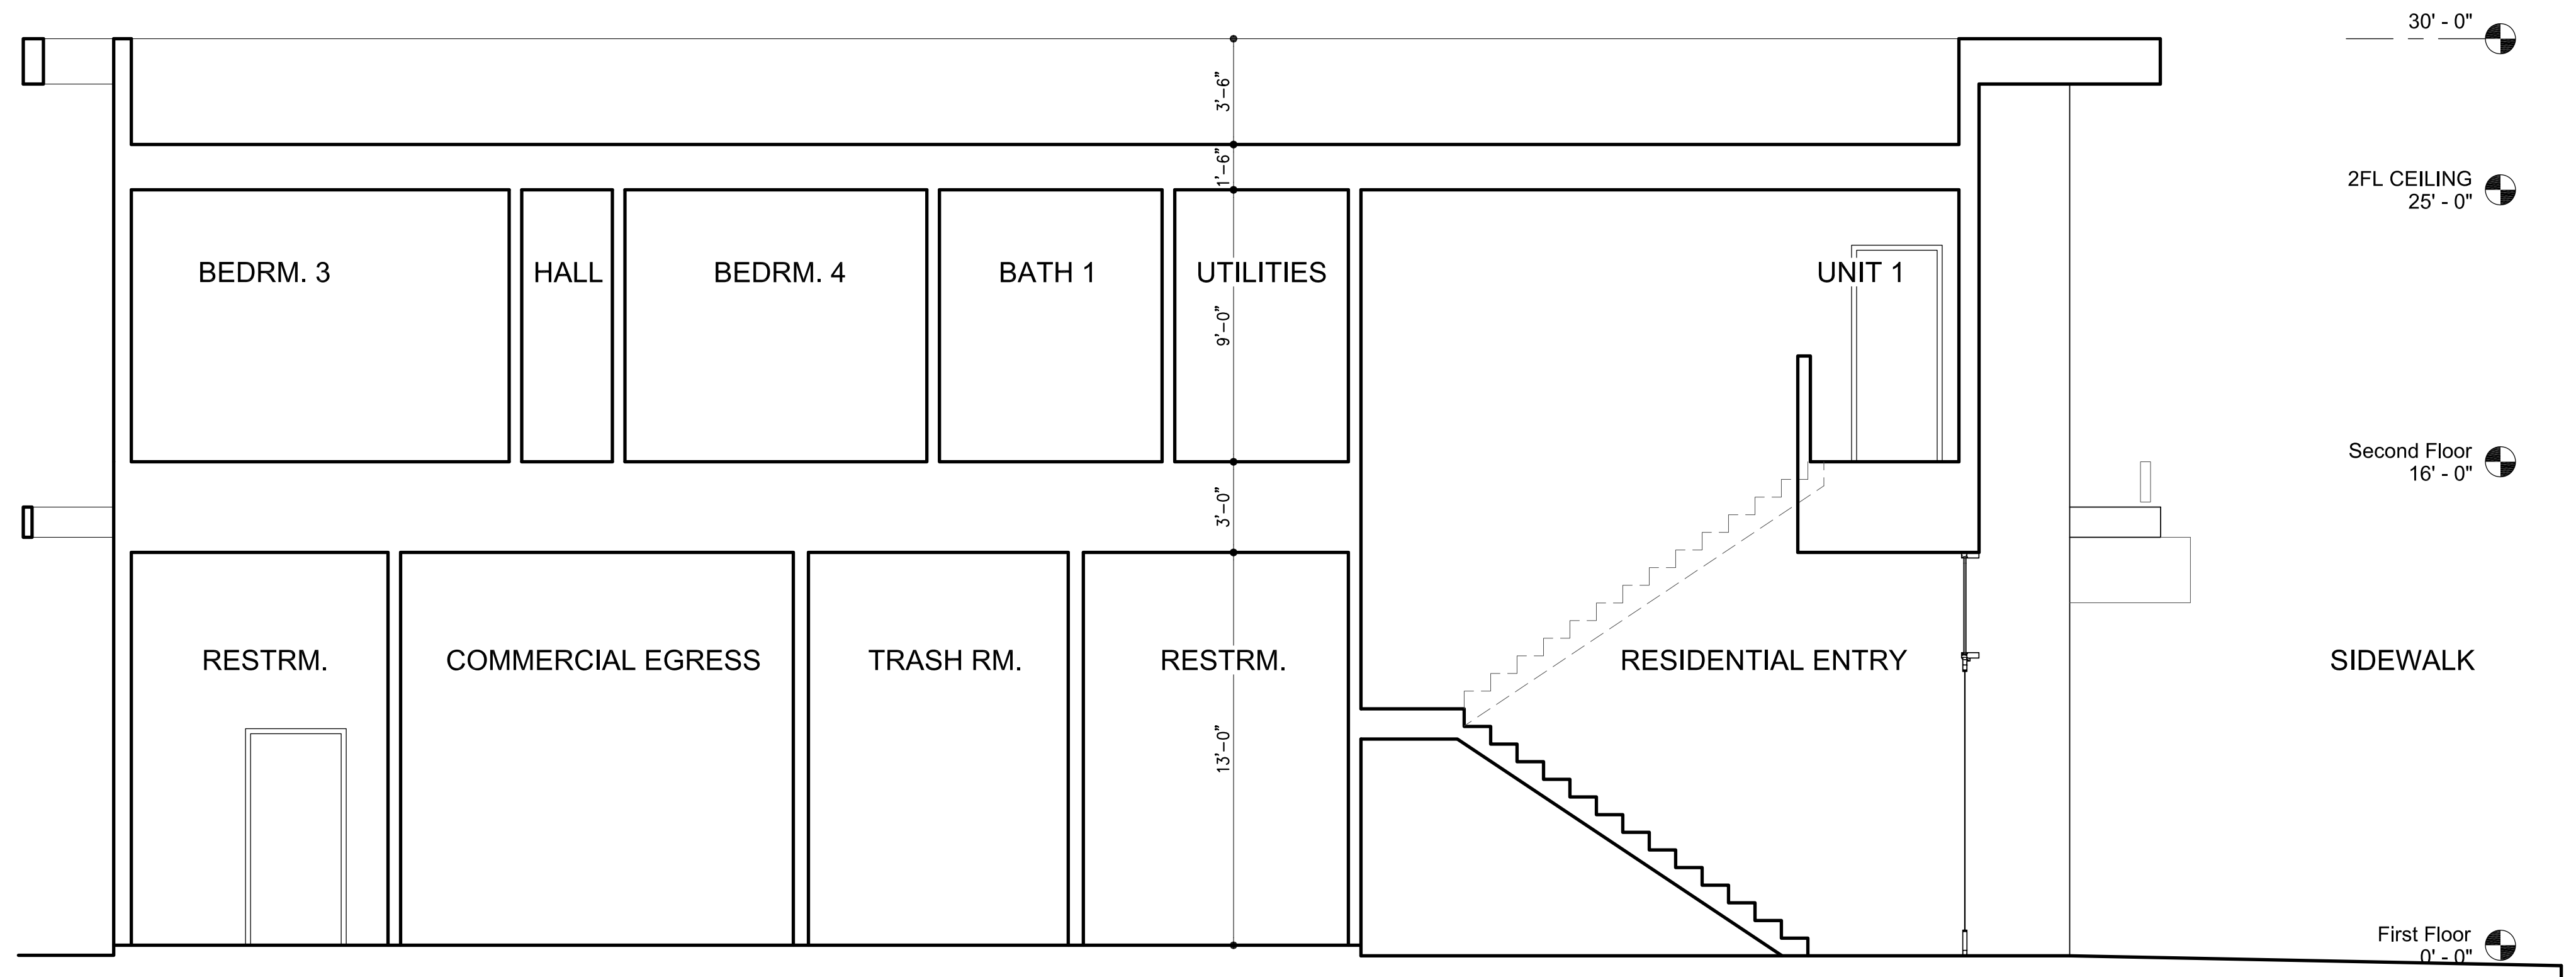 30' - 0"
3'-6"
1'-6"
2FL CEILING
25' - 0"
BEDRM. 3
HALL
BEDRM. 4
BATH 1
UTILITIES
UNIT 1
9'-0"
Second Floor
16' - 0"
3'-0"
RESTRM.
COMMERCIAL EGRESS
TRASH RM.
RESTRM.
RESIDENTIAL ENTRY
SIDEWALK
13'-0"
First Floor
0' - 0"